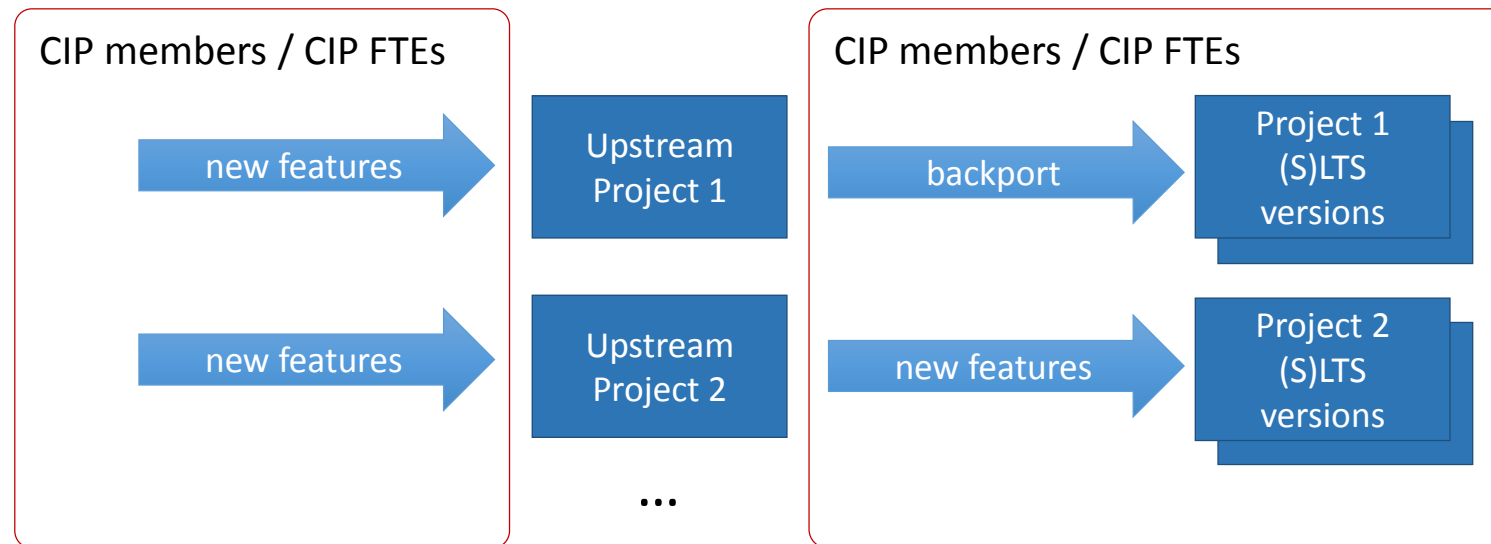 CIP members / CIP FTEs
CIP members / CIP FTEs
new features
Upstream
Project 1
backport
Project 1
(S)LTS
versions
new features
Upstream
Project 2
new features
Project 2
(S)LTS
versions
...